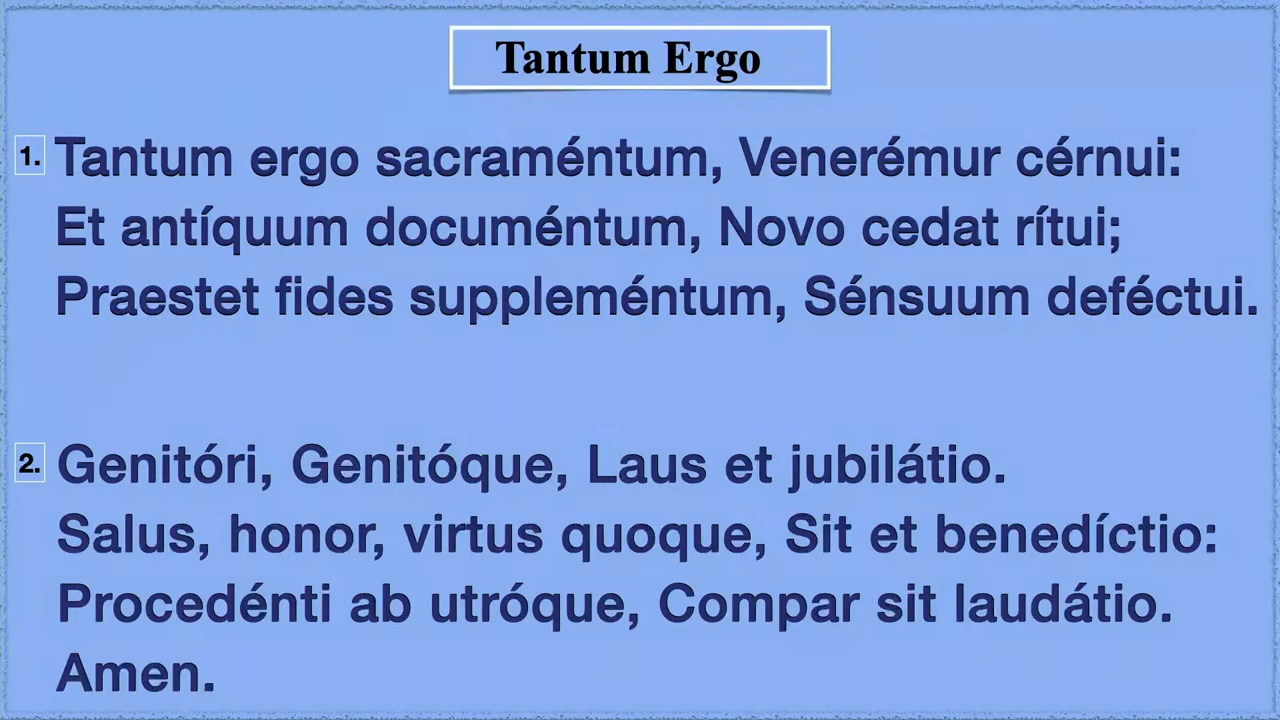 Tantum Ergo
1. Tantum ergo sacraméntum, Venerémur cérnui:
Et antíquum documéntum, Novo cedat rítui;
Praestet fides suppleméntum, Sénsuum deféctui.
2. Genitóri, Genitóque, Laus et jubilátio.
Salus, honor, virtus quoque, Sit et benedíctio:
Procedénti ab utróque, Compar sit laudátio.
Amen.